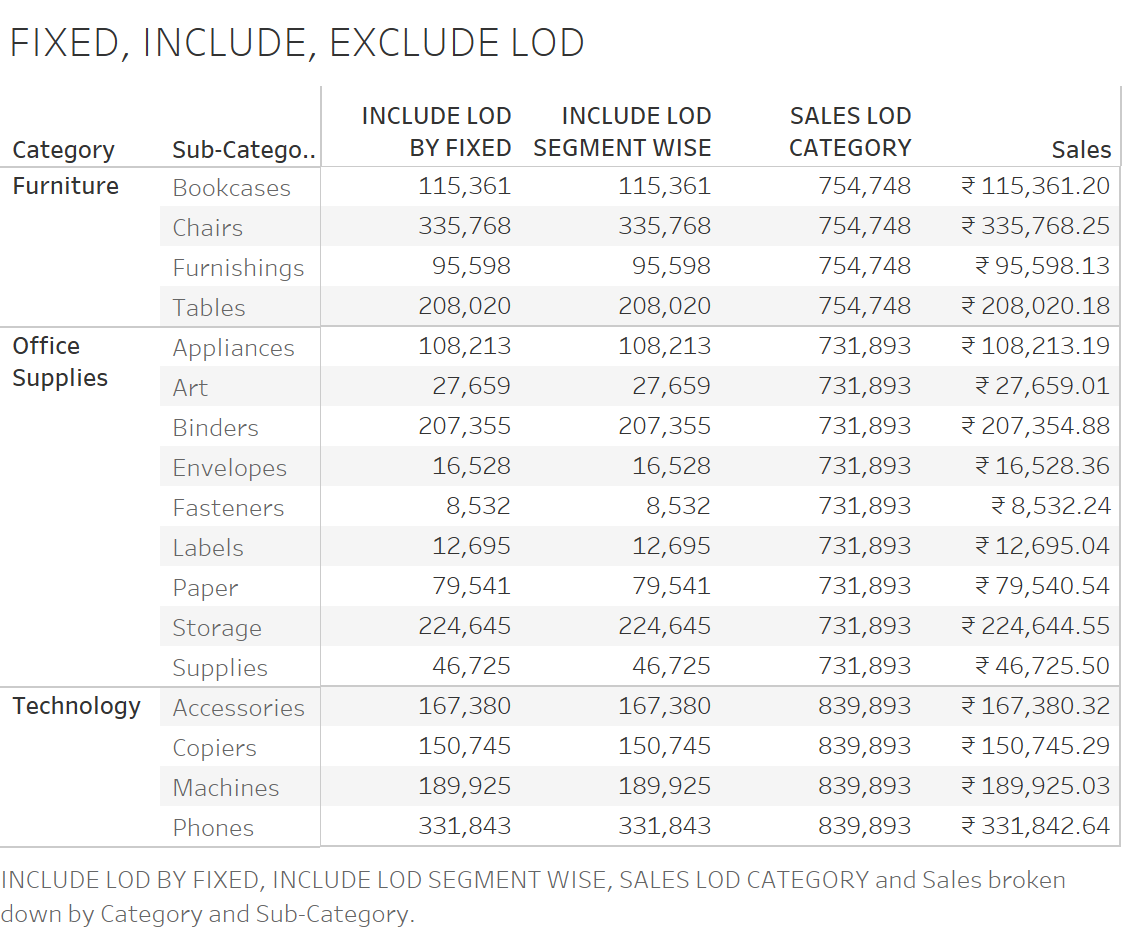 FIXED, INCLUDE, EXCLUDE LOD
INCLUDE LOD INCLUDE LOD SALES LOD
Category Sub-Catego.. BY FIXED SEGMENT WISE CATEGORY Sales
Furniture Bookcases 115,361 115,361 754,748 ₹ 115,361.20
Chairs 335,768 335,768 754,748 ₹ 335,768.25
Furnishings 95,598 95,598 754,748 ₹ 95,598.13
Tables 208,020 208,020 754,748 ₹ 208,020.18
Office Appliances 108,213 108,213 731,893 ₹ 108,213.19
Supplies Art 27,659 27,659 731,893 ₹ 27,659.01
Binders 207,355 207,355 731,893 ₹ 207,354.88
Envelopes 16,528 16,528 731,893 ₹ 16,528.36
Fasteners 8,532 8,532 731,893 ₹ 8,532.24
Labels 12,695 12,695 731,893 ₹ 12,695.04
Paper 79,541 79,541 731,893 ₹ 79,540.54
Storage 224,645 224,645 731,893 ₹ 224,644.55
Supplies 46,725 46,725 731,893 ₹ 46,725.50
Technology Accessories 167,380 167,380 839,893 ₹ 167,380.32
Copiers 150,745 150,745 839,893 ₹ 150,745.29
Machines 189,925 189,925 839,893 ₹ 189,925.03
Phones 331,843 331,843 839,893 ₹ 331,842.64
INCLUDE LOD BY FIXED, INCLUDE LOD SEGMENT WISE, SALES LOD CATEGORY and Sales broken
down by Category and Sub-Category.